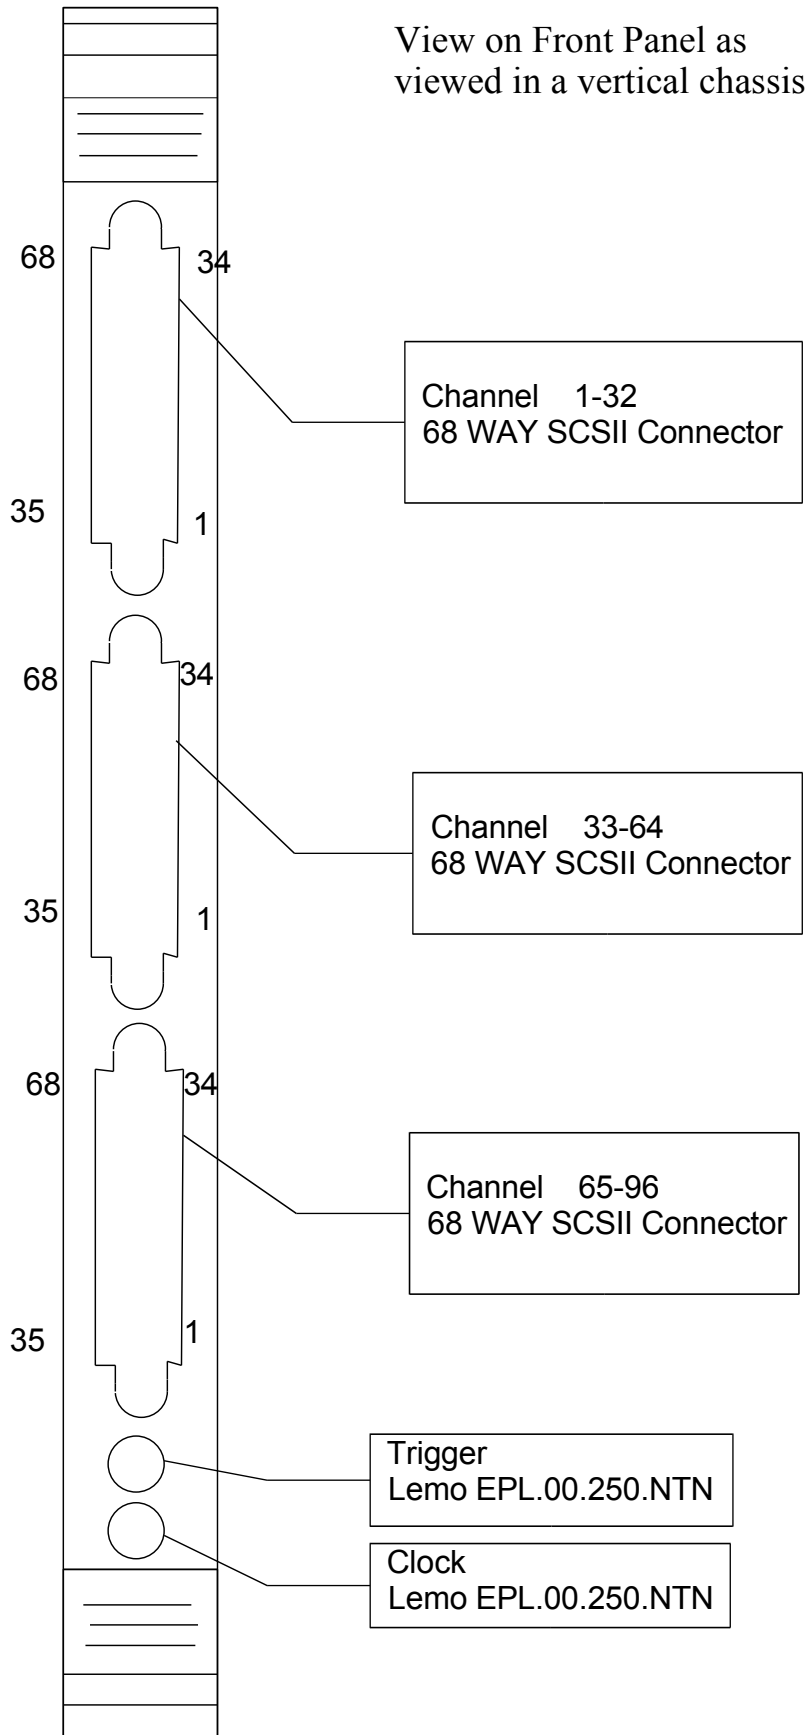 View on Front Panel as
viewed in a vertical chassis
68
34
Channel 1-32
68 WAY SCSII Connector
35
1
68
34
Channel 33-64
68 WAY SCSII Connector
35
1
68
34
Channel 65-96
68 WAY SCSII Connector
35
1
Trigger
Lemo EPL.00.250.NTN
Clock
Lemo EPL.00.250.NTN